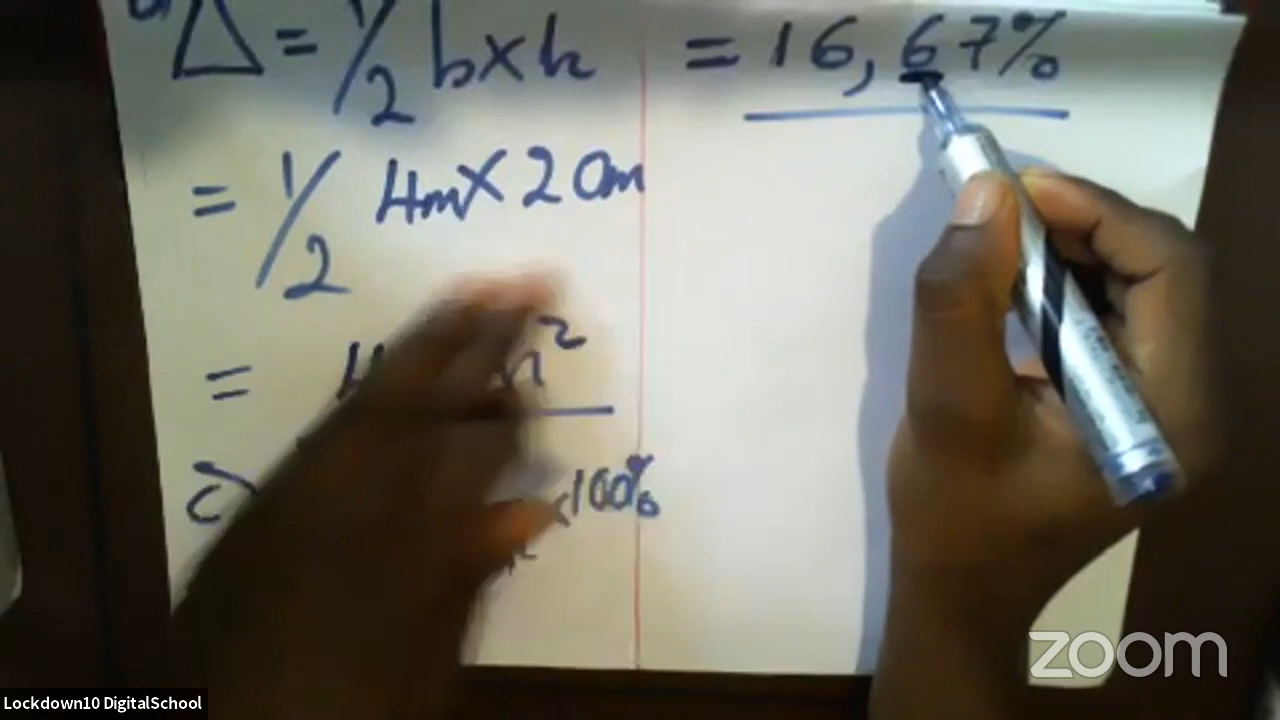 Δ = 1/2 b x h
= 1/2 4m x 20m
=
x 100%
= 16,67%
zoom
Lockdown10 DigitalSchool